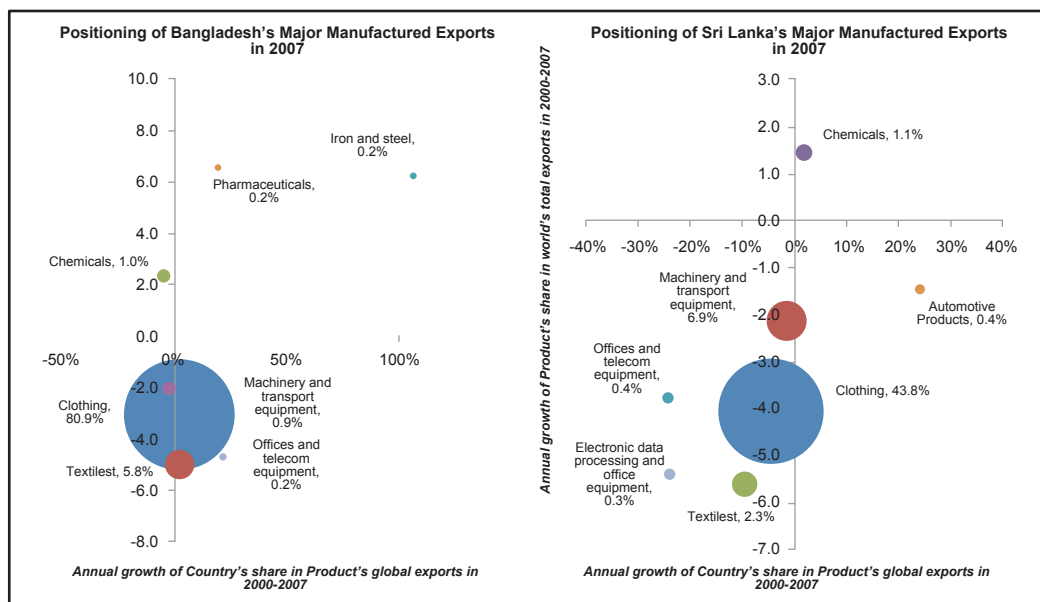 Positioning of Bangladesh's Major Manufactured Exports
in 2007
10.0
8.0
6.0
4.0
2.0
0.0
-2.0
-4.0
-6.0
-8.0
-50%
0%
50%
100%
Iron and steel,
0.2%
Pharmaceuticals,
0.2%
Chemicals, 1.0%
Clothing,
80.9%
Machinery and
transport
equipment,
0.9%
Offices and
telecom
equipment,
0.2%
Textilest, 5.8%
Annual growth of Country's share in Product's global exports in
2000-2007
Annual growth of Product's share in world's total exports in 2000-2007
Positioning of Sri Lanka's Major Manufactured Exports
in 2007
3.0
2.0
1.0
0.0
-1.0
-2.0
-3.0
-4.0
-5.0
-6.0
-7.0
-40%
-30%
-20%
-10%
0%
10%
20%
30%
40%
Chemicals, 1.1%
Machinery and
transport
equipment,
6.9%
Automotive
Products, 0.4%
Offices and
telecom
equipment,
0.4%
Clothing, 43.8%
Electronic data
processing and
office
equipment,
0.3%
Textilest, 2.3%
Annual growth of Country's share in Product's global exports in
2000-2007